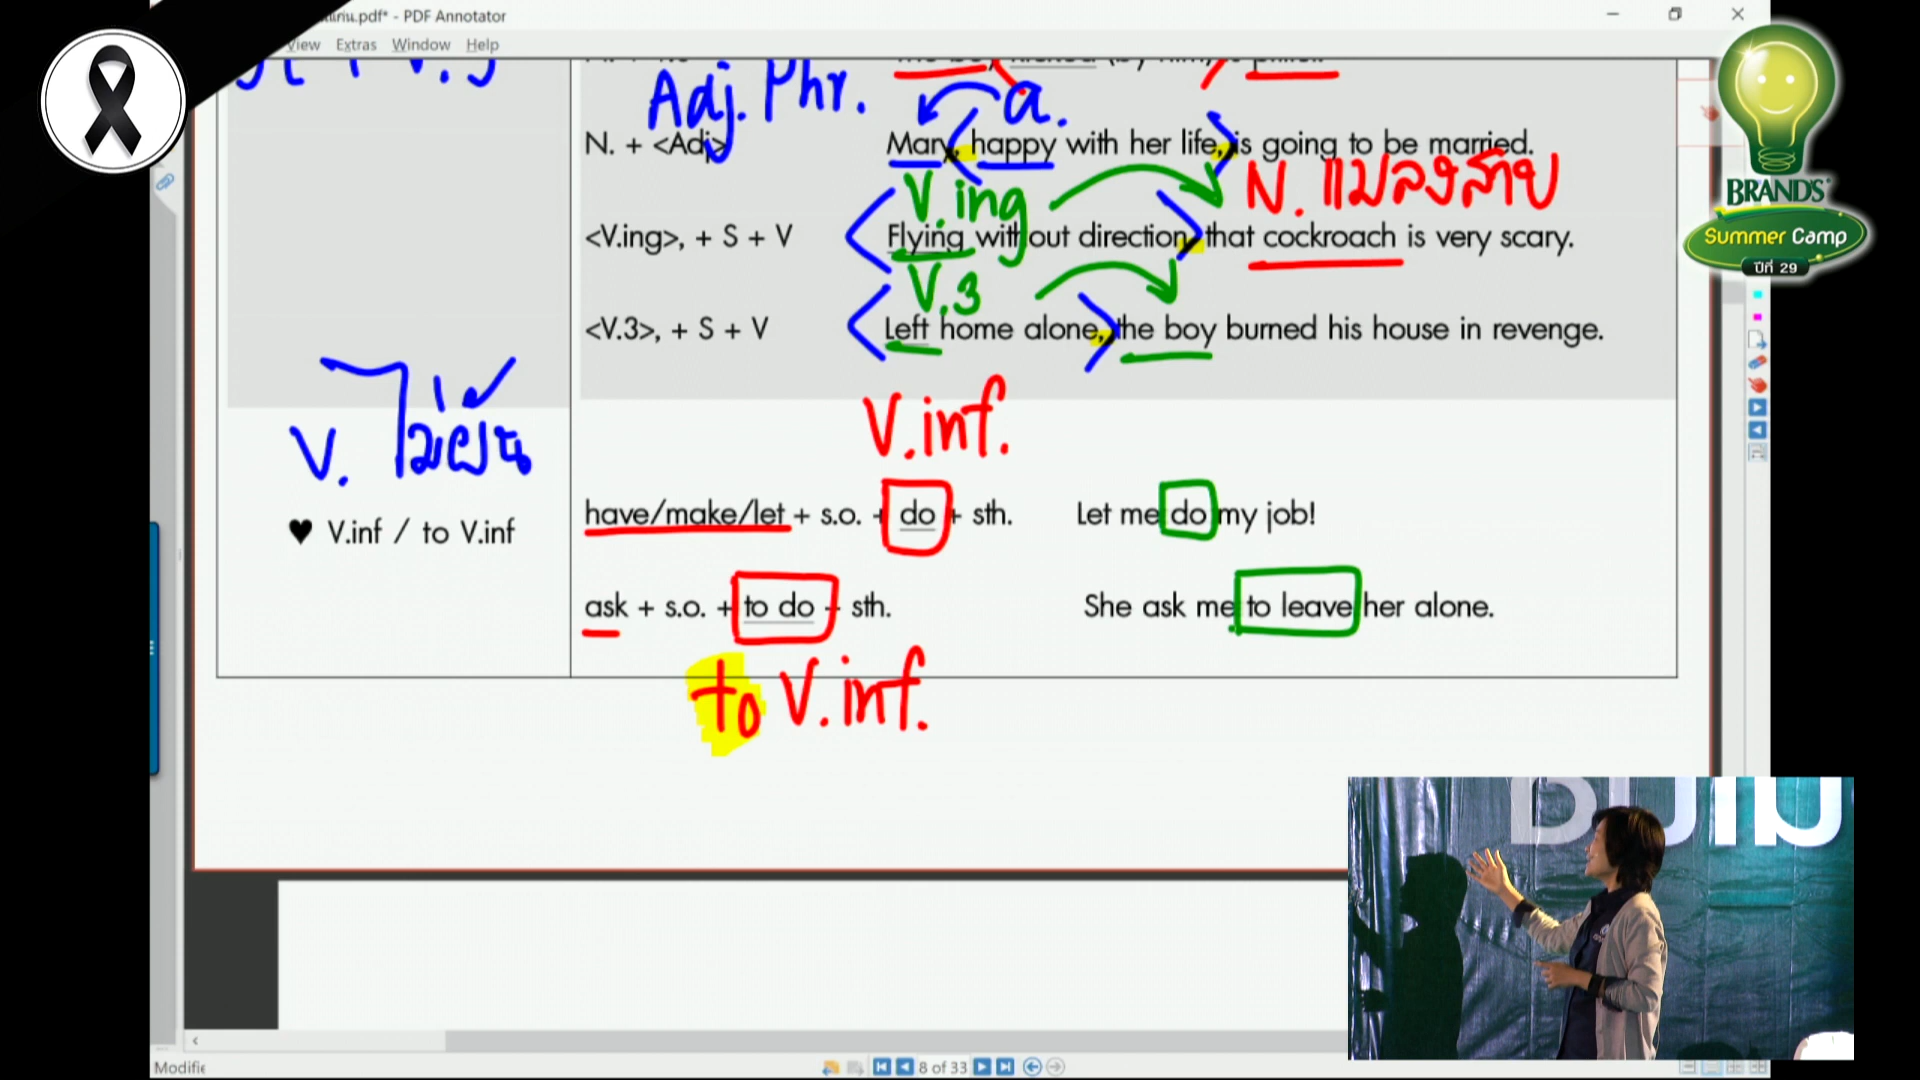 .pdf* - PDF Annotator
View Extras Window Help
Adj. Phr.
a.
N. + <Adj>
Mary, happy with her life, is going to be married.
V.ing
N. แมลงสาบ
<V.ing>, + S + V
Flying without direction, that cockroach is very scary.
V.3
<V.3>, + S + V
Left home alone, the boy burned his house in revenge.
V.inf.
V. ไม่ผัน
have/make/let + s.o. + do + sth.
Let me do my job!
♥ V.inf / to V.inf
ask + s.o. + to do + sth.
She ask me to leave her alone.
to V.inf.
8 of 33
BRAND'S
Summer Camp
ปีที่ 29